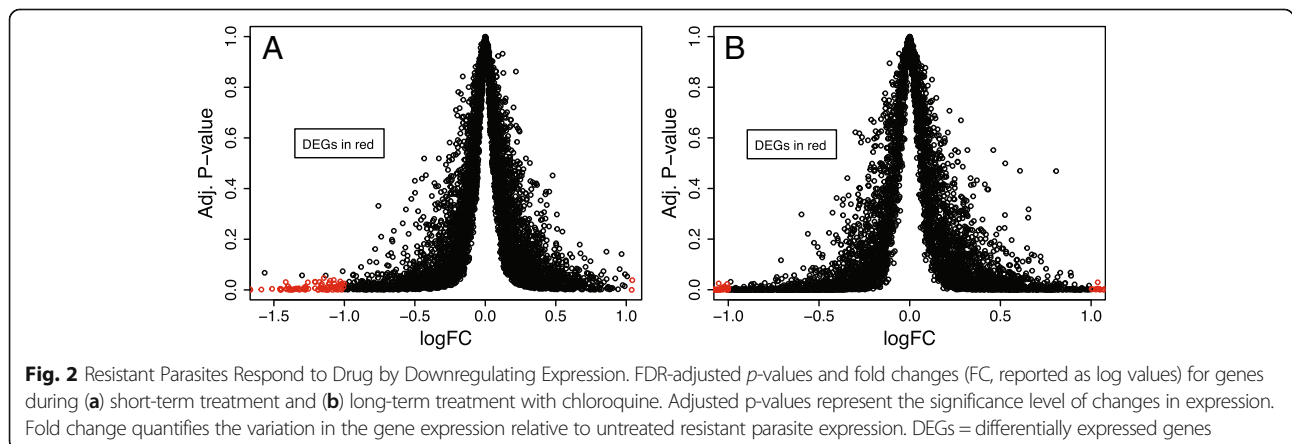 A
B
1.0
0.8
0.6
0.4
0.2
0.0
Adj. P-value
DEGs in red
−1.5
−1.0
−0.5
0.0
0.5
1.0
logFC
1.0
0.8
0.6
0.4
0.2
0.0
Adj. P-value
DEGs in red
−1.0
−0.5
0.0
0.5
1.0
logFC
Fig. 2 Resistant Parasites Respond to Drug by Downregulating Expression. FDR-adjusted p-values and fold changes (FC, reported as log values) for genes
during (a) short-term treatment and (b) long-term treatment with chloroquine. Adjusted p-values represent the significance level of changes in expression.
Fold change quantifies the variation in the gene expression relative to untreated resistant parasite expression. DEGs = differentially expressed genes